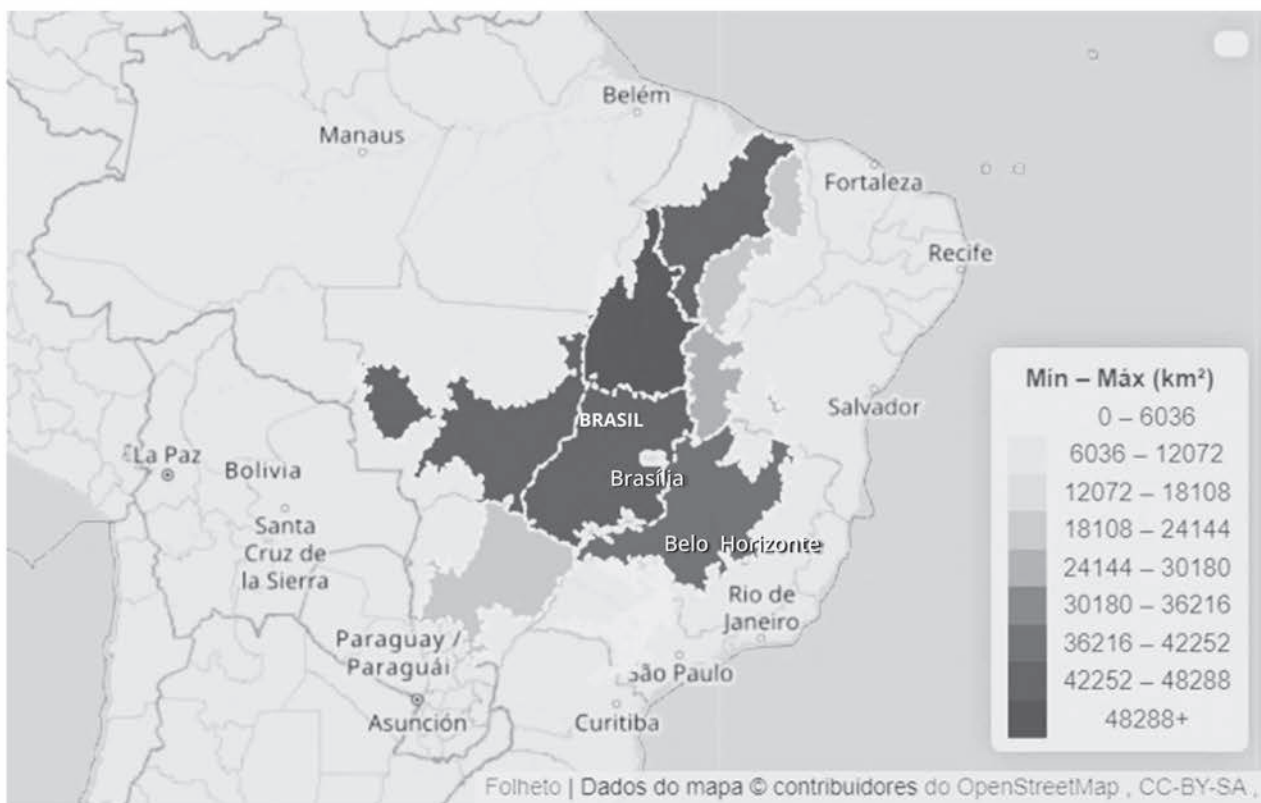 Belém
Manaus
Fortaleza
Recife
BRASIL
Salvador
La Paz
Bolivia
Brasília
Santa
Cruz de
la Sierra
Belo Horizonte
Rio de
Janeiro
Paraguay /
Paraguái
São Paulo
Asunción
Curitiba
Mín – Máx (km²)
0 – 6036
6036 – 12072
12072 – 18108
18108 – 24144
24144 – 30180
30180 – 36216
36216 – 42252
42252 – 48288
48288+
Folheto | Dados do mapa © contribuidores do OpenStreetMap , CC-BY-SA ,